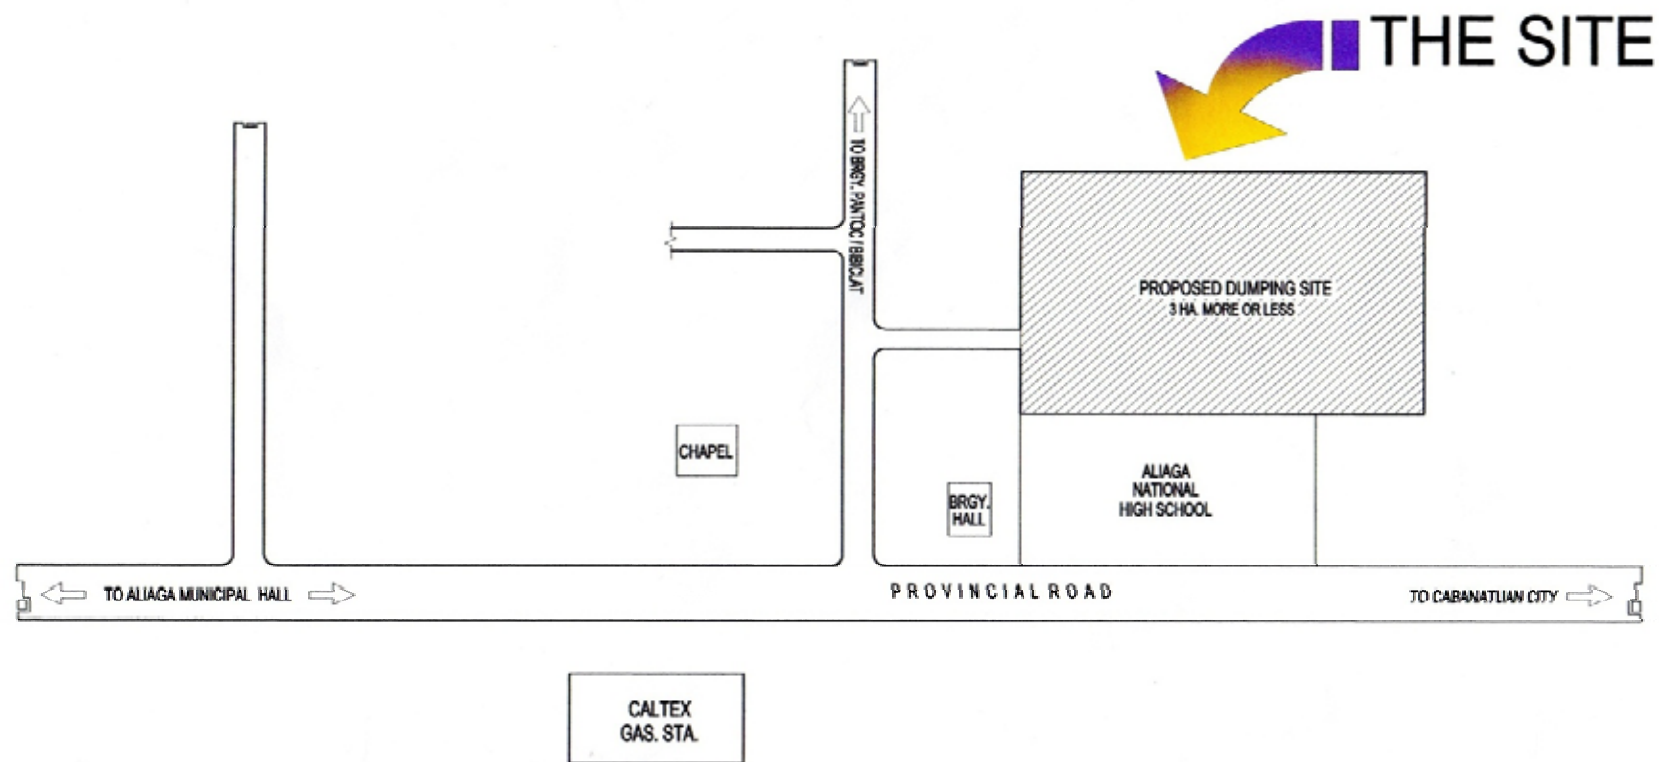 THE SITE
TO BRGY. PANTOC / BIBICLAT
PROPOSED DUMPING SITE
3 HA. MORE OR LESS
CHAPEL
BRGY.
HALL
ALIAGA
NATIONAL
HIGH SCHOOL
TO ALIAGA MUNICIPAL HALL
PROVINCIAL ROAD
TO CABANATUAN CITY
CALTEX
GAS. STA.